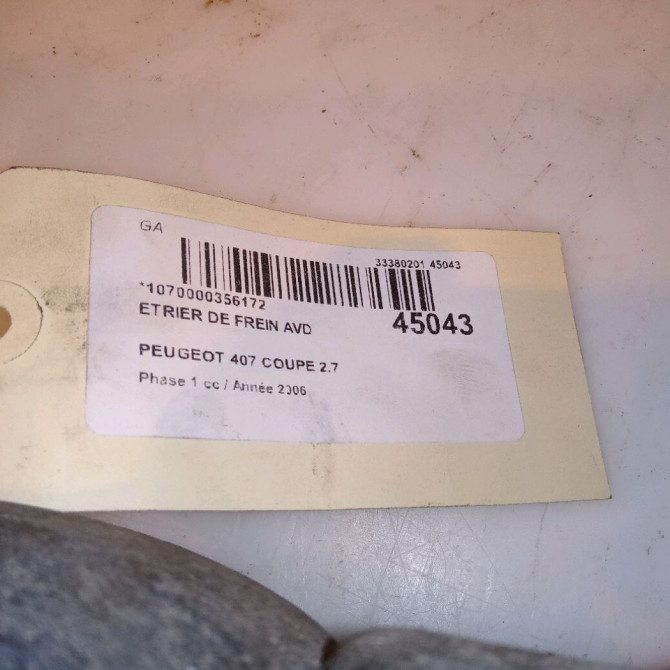 GA
33380201 45043
*1070000356172
ETRIER DE FREIN AVD
45043
PEUGEOT 407 COUPE 2.7
Phase 1 cc / Année 2006